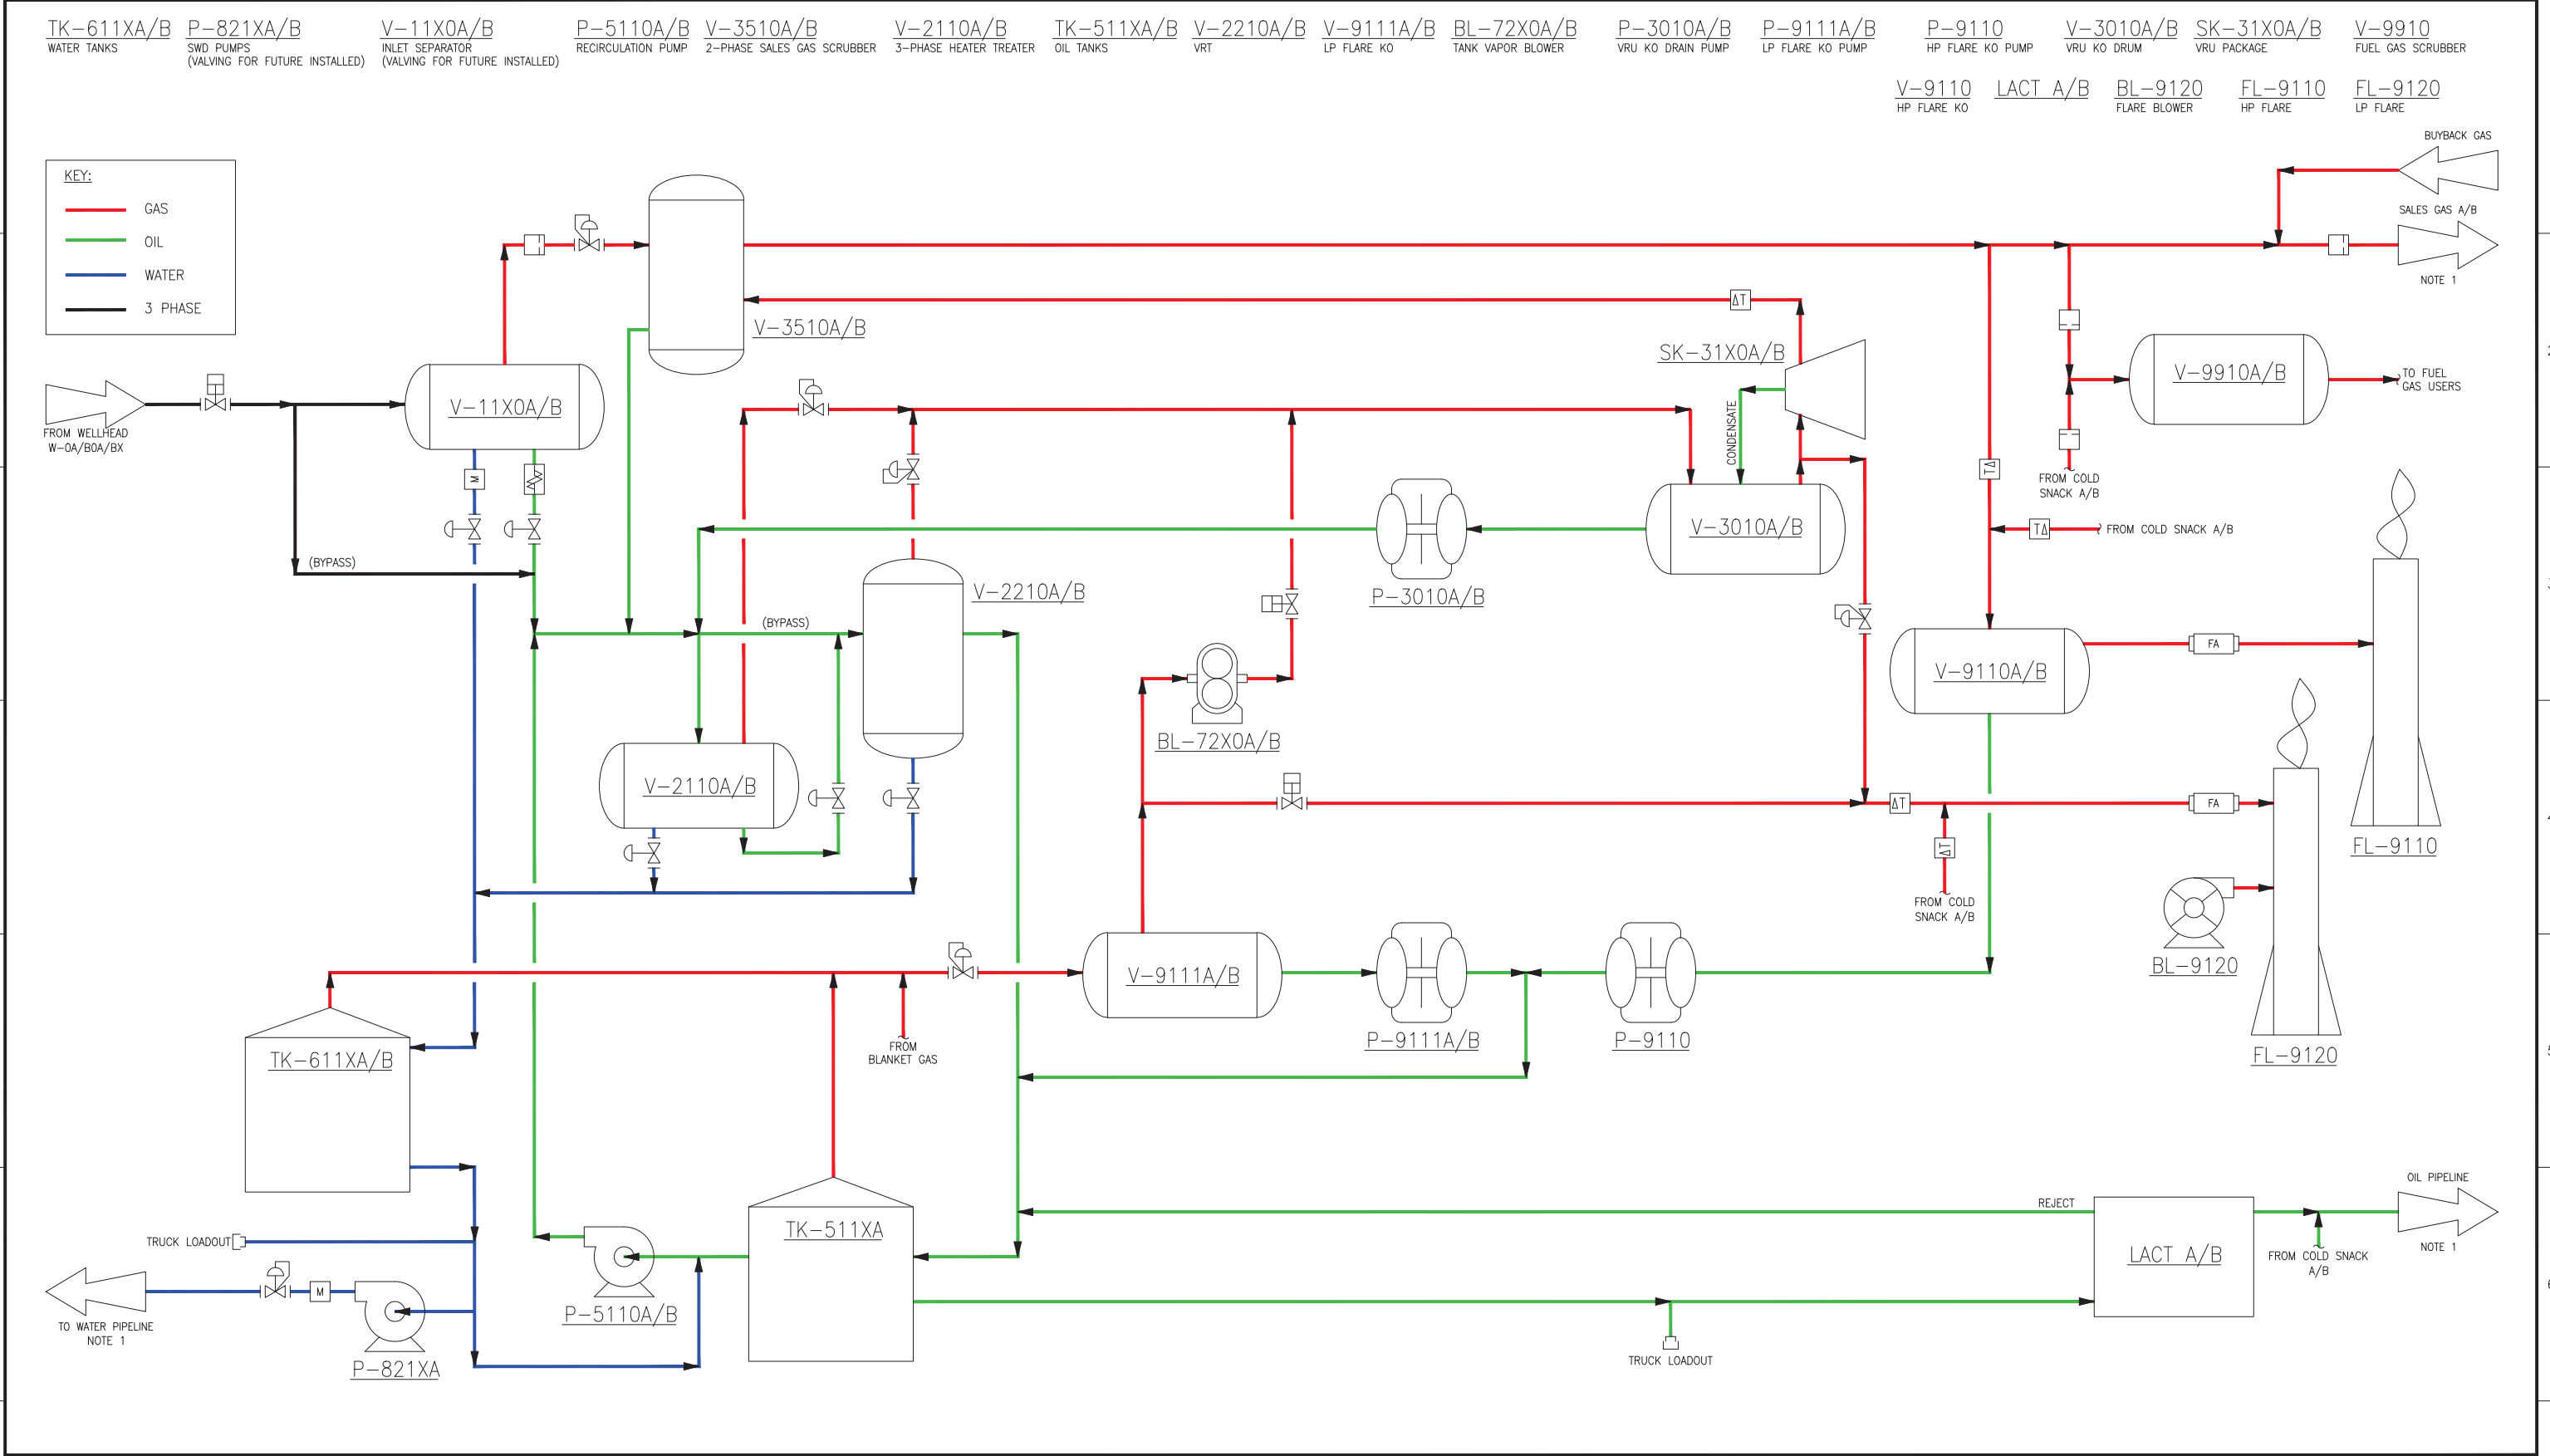 TK-611XA/B
WATER TANKS
P-821XA/B
SWD PUMPS
(VALVING FOR FUTURE INSTALLED)
V-11X0A/B
INLET SEPARATOR
(VALVING FOR FUTURE INSTALLED)
P-5110A/B
RECIRCULATION PUMP
V-3510A/B
2-PHASE SALES GAS SCRUBBER
V-2110A/B
3-PHASE HEATER TREATER
TK-511XA/B
OIL TANKS
V-2210A/B
VRT
V-9111A/B
LP FLARE KO
BL-72X0A/B
TANK VAPOR BLOWER
P-3010A/B
VRU KO DRAIN PUMP
P-9111A/B
LP FLARE KO PUMP
P-9110
HP FLARE KO PUMP
V-3010A/B
VRU KO DRUM
SK-31X0A/B
VRU PACKAGE
V-9910
FUEL GAS SCRUBBER
V-9110
HP FLARE KO
LACT A/B
BL-9120
FLARE BLOWER
FL-9110
HP FLARE
FL-9120
LP FLARE
KEY:
GAS
OIL
WATER
3 PHASE
BUYBACK GAS
SALES GAS A/B
NOTE 1
V-3510A/B
ΔT
SK-31X0A/B
V-11X0A/B
FROM WELLHEAD
W-0A/B0A/BX
M
(BYPASS)
CONDENSATE
V-9910A/B
TO FUEL
GAS USERS
FROM COLD
SNACK A/B
TΔ
TΔ
FROM COLD SNACK A/B
V-3010A/B
P-3010A/B
V-2210A/B
(BYPASS)
V-9110A/B
FA
BL-72X0A/B
V-2110A/B
ΔT
FA
ΔT
FROM COLD
SNACK A/B
FL-9110
BL-9120
FL-9120
V-9111A/B
P-9111A/B
P-9110
FROM
BLANKET GAS
TK-611XA/B
TRUCK LOADOUT
M
TO WATER PIPELINE
NOTE 1
P-821XA
P-5110A/B
TK-511XA
REJECT
LACT A/B
OIL PIPELINE
NOTE 1
FROM COLD SNACK
A/B
TRUCK LOADOUT